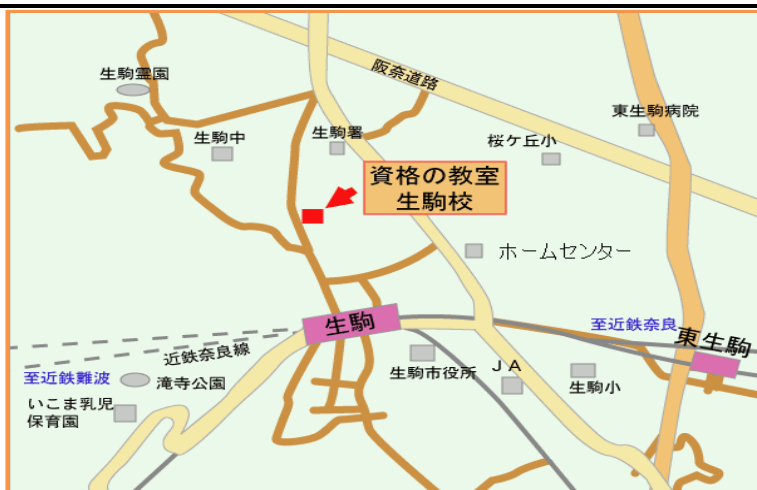 阪奈道路
生駒霊園
東生駒病院
生駒中
生駒署
桜ケ丘小
資格の教室
生駒校
ホームセンター
生駒
至近鉄奈良
東生駒
近鉄奈良線
至近鉄難波
滝寺公園
生駒市役所
ＪＡ
生駒小
いこま乳児
保育園